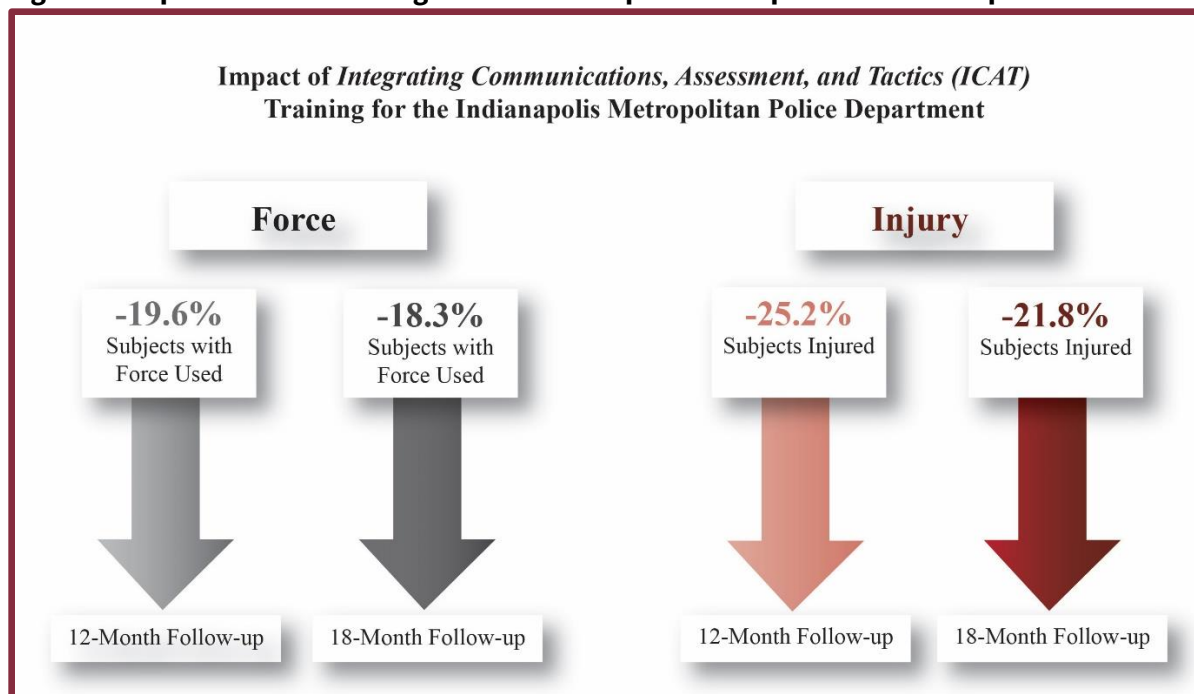 Impact of Integrating Communications, Assessment, and Tactics (ICAT)
Training for the Indianapolis Metropolitan Police Department
Force
Injury
-19.6%
Subjects with
Force Used
-18.3%
Subjects with
Force Used
-25.2%
Subjects Injured
-21.8%
Subjects Injured
12-Month Follow-up
18-Month Follow-up
12-Month Follow-up
18-Month Follow-up